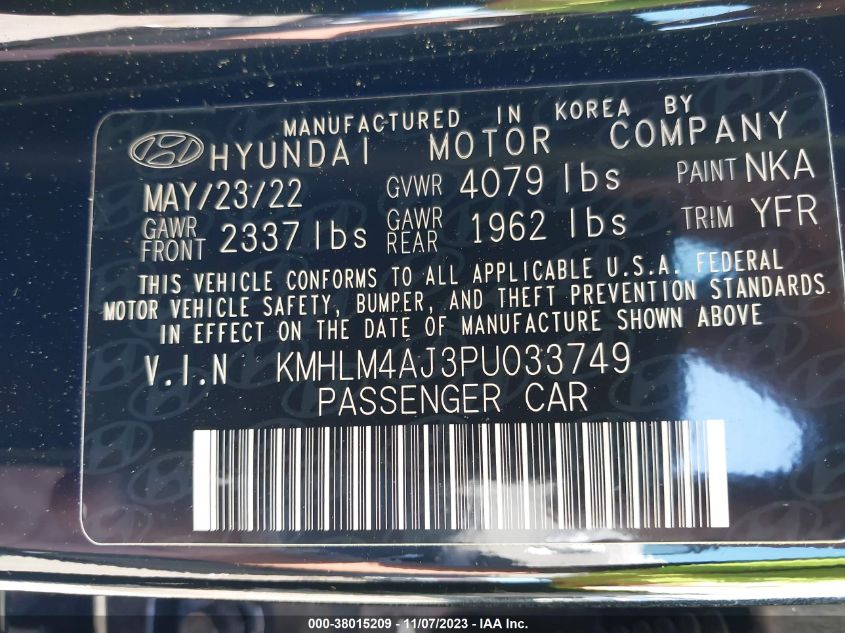 MANUFACTURED IN KOREA BY
HYUNDAI MOTOR COMPANY
MAY/23/22 GVWR 4079 lbs PAINT NKA
GAWR FRONT 2337 lbs GAWR REAR 1962 lbs TRIM YFR
THIS VEHICLE CONFORMS TO ALL APPLICABLE U.S.A. FEDERAL
MOTOR VEHICLE SAFETY, BUMPER, AND THEFT PREVENTION STANDARDS.
IN EFFECT ON THE DATE OF MANUFACTURE SHOWN ABOVE
V.I.N KMHLM4AJ3PU033749
PASSENGER CAR
000-38015209 - 11/07/2023 - IAA Inc.